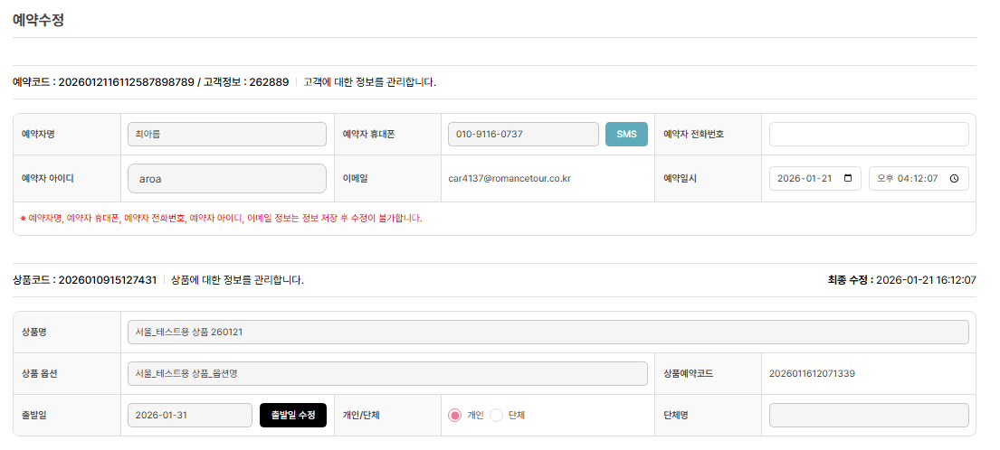 예약수정
예약코드 : 2026012116112587898789 / 고객정보 : 262889 | 고객에 대한 정보를 관리합니다.
예약자명 최아름 예약자 휴대폰 010-9116-0737 SMS 예약자 전화번호
예약자 아이디 aroa 이메일 car4137@romancetour.co.kr 예약일시 2026-01-21 오후 04:12:07
※ 예약자명, 예약자 휴대폰, 예약자 전화번호, 예약자 아이디, 이메일 정보는 정보 저장 후 수정이 불가합니다.
상품코드 : 2026010915127431 | 상품에 대한 정보를 관리합니다. 최종 수정 : 2026-01-21 16:12:07
상품명 서울_테스트용 상품 260121
상품 옵션 서울_테스트용 상품_옵션명 상품예약코드 2026011612071339
출발일 2026-01-31 출발일 수정 개인/단체 개인 단체 단체명